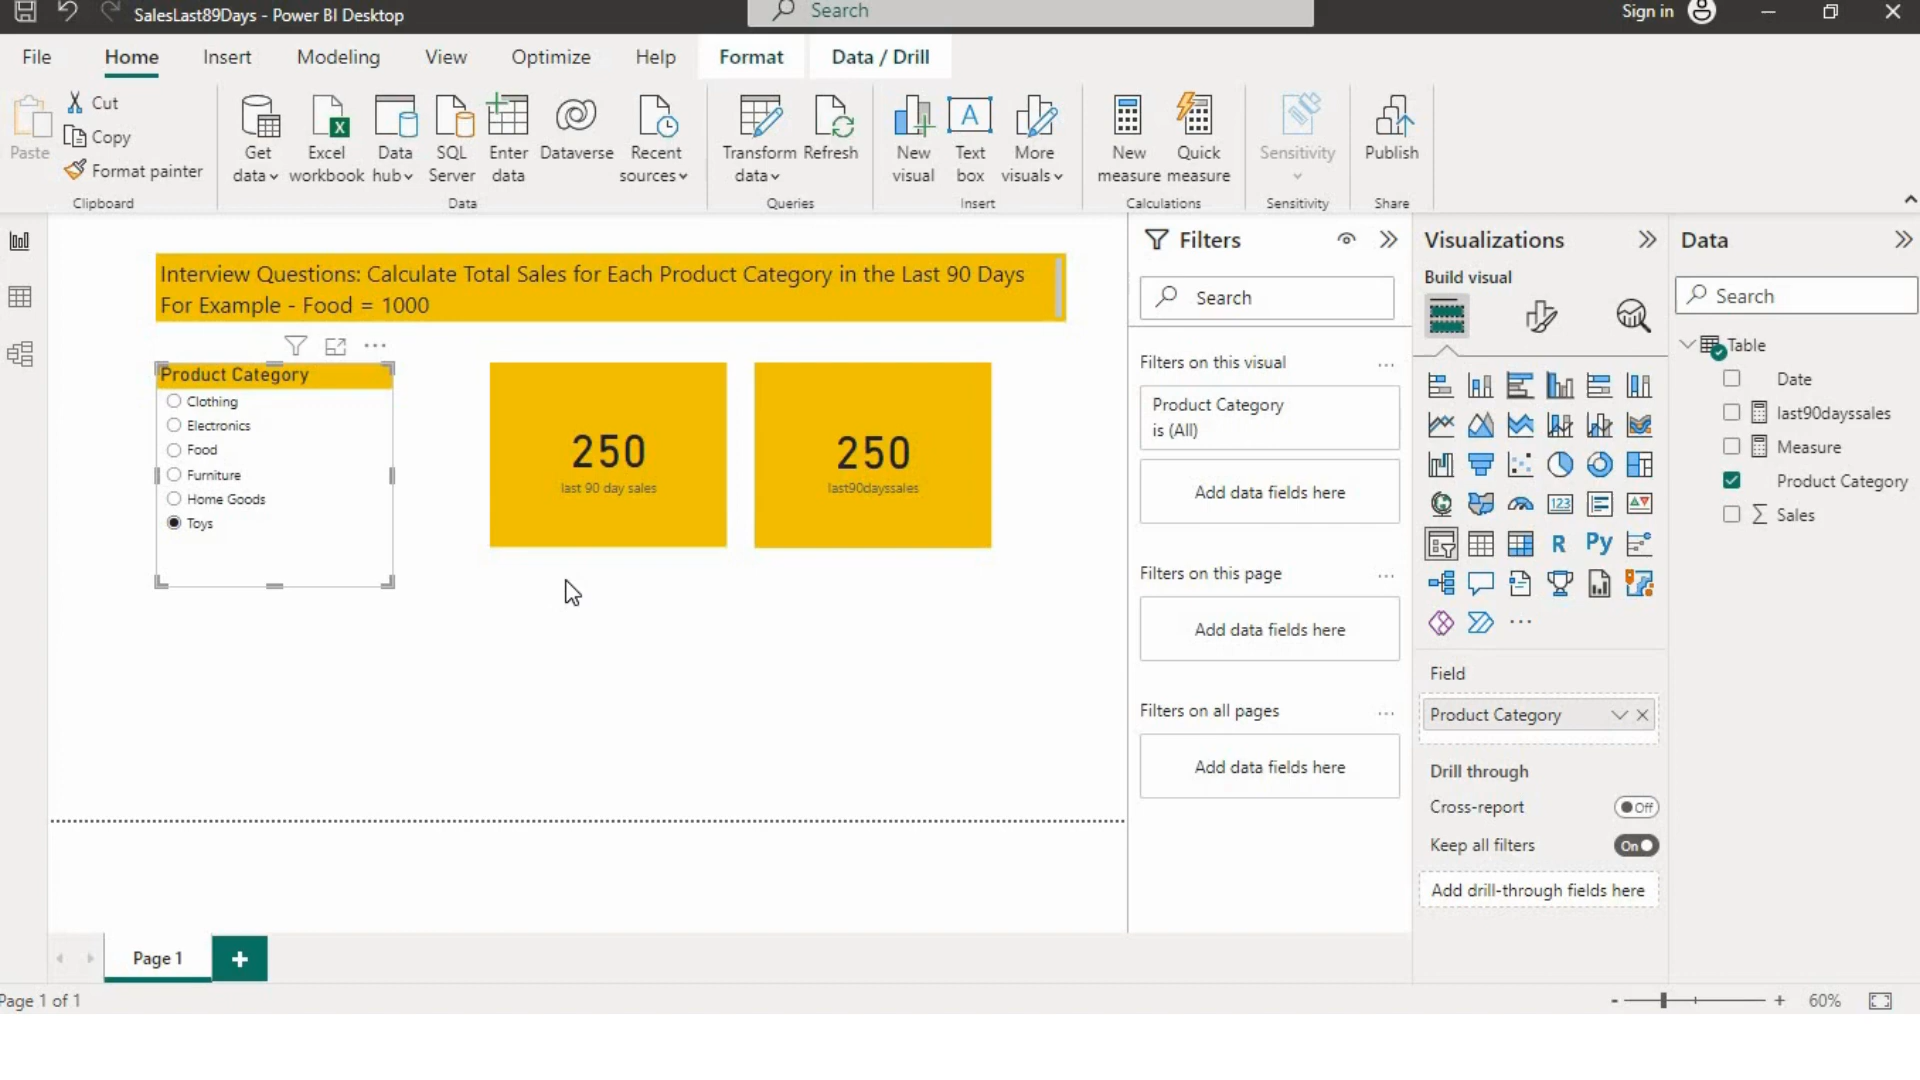 SalesLast89Days - Power BI Desktop
Search
Sign in
File
Home
Insert
Modeling
View
Optimize
Help
Format
Data / Drill
Paste
Cut
Copy
Format painter
Clipboard
Get
data
Excel
workbook
Data
hub
SQL
Server
Enter
data
Dataverse
Recent
sources
Data
Transform
data
Refresh
Queries
New
visual
Text
box
More
visuals
Insert
New
measure
Quick
measure
Calculations
Sensitivity
Sensitivity
Publish
Share
Interview Questions: Calculate Total Sales for Each Product Category in the Last 90 Days
For Example - Food = 1000
Product Category
Clothing
Electronics
Food
Furniture
Home Goods
Toys
250
last 90 day sales
250
last90dayssales
Filters
Search
Filters on this visual
Product Category
is (All)
Add data fields here
Filters on this page
Add data fields here
Filters on all pages
Add data fields here
Visualizations
Build visual
123
R
Py
Field
Product Category
Drill through
Cross-report
Off
Keep all filters
On
Add drill-through fields here
Data
Search
Table
Date
last90dayssales
Measure
Product Category
Sales
Page 1
Page 1 of 1
60%